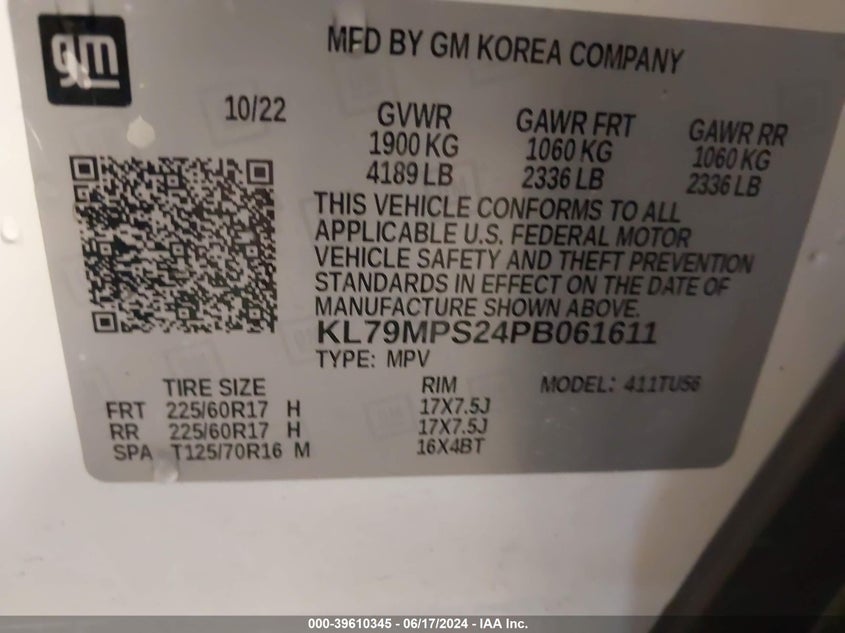 gm
MFD BY GM KOREA COMPANY
10/22
GVWR
1900 KG
4189 LB
GAWR FRT
1060 KG
2336 LB
GAWR RR
1060 KG
2336 LB
THIS VEHICLE CONFORMS TO ALL
APPLICABLE U.S. FEDERAL MOTOR
VEHICLE SAFETY AND THEFT PREVENTION
STANDARDS IN EFFECT ON THE DATE OF
MANUFACTURE SHOWN ABOVE.
KL79MPS24PB061611
TYPE: MPV
TIRE SIZE RIM MODEL: 411TU56
FRT 225/60R17 H 17X7.5J
RR 225/60R17 H 17X7.5J
SPA T125/70R16 M 16X4BT
000-39610345 - 06/17/2024 - IAA Inc.